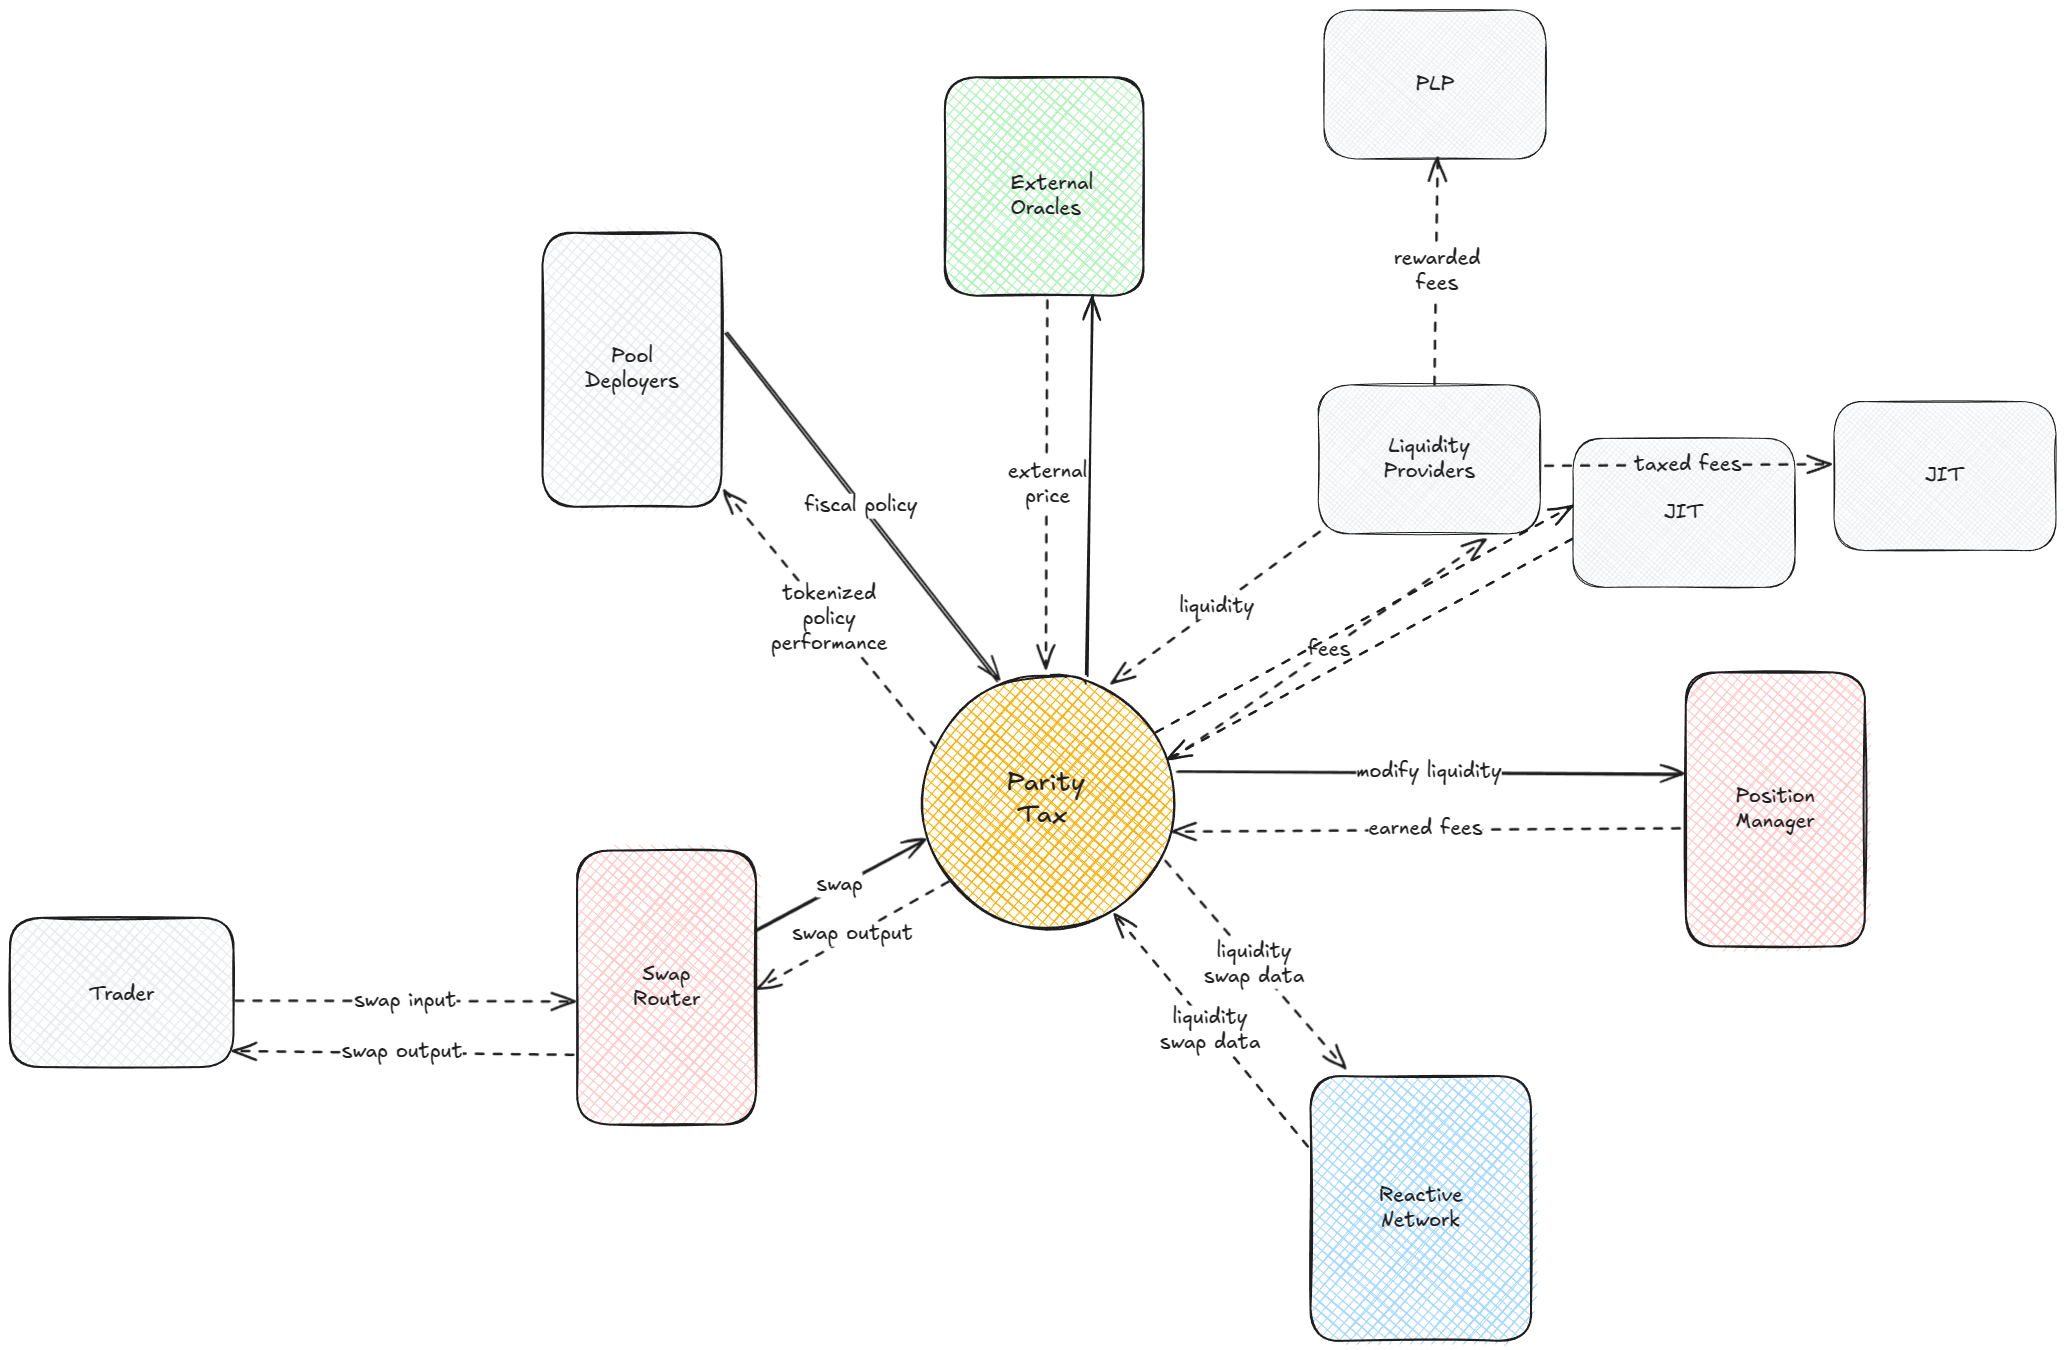 PLP
External
Oracles
rewarded
fees
Pool
Deployers
Liquidity
Providers
taxed fees
JIT
JIT
external
price
fiscal policy
tokenized
policy
performance
liquidity
fees
Parity
Tax
modify liquidity
earned fees
Position
Manager
swap
swap output
liquidity
swap data
liquidity
swap data
Trader
swap input
swap output
Swap
Router
Reactive
Network